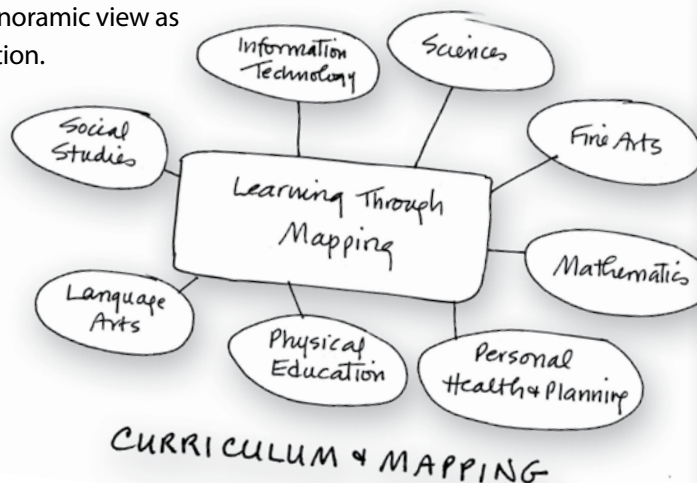 noramic view as
tion.
Information
Technology
Sciences
Social
Studies
Fine Arts
Learning Through
Mapping
Mathematics
Language
Arts
Physical
Education
Personal
Health & Planning
CURRICULUM & MAPPING